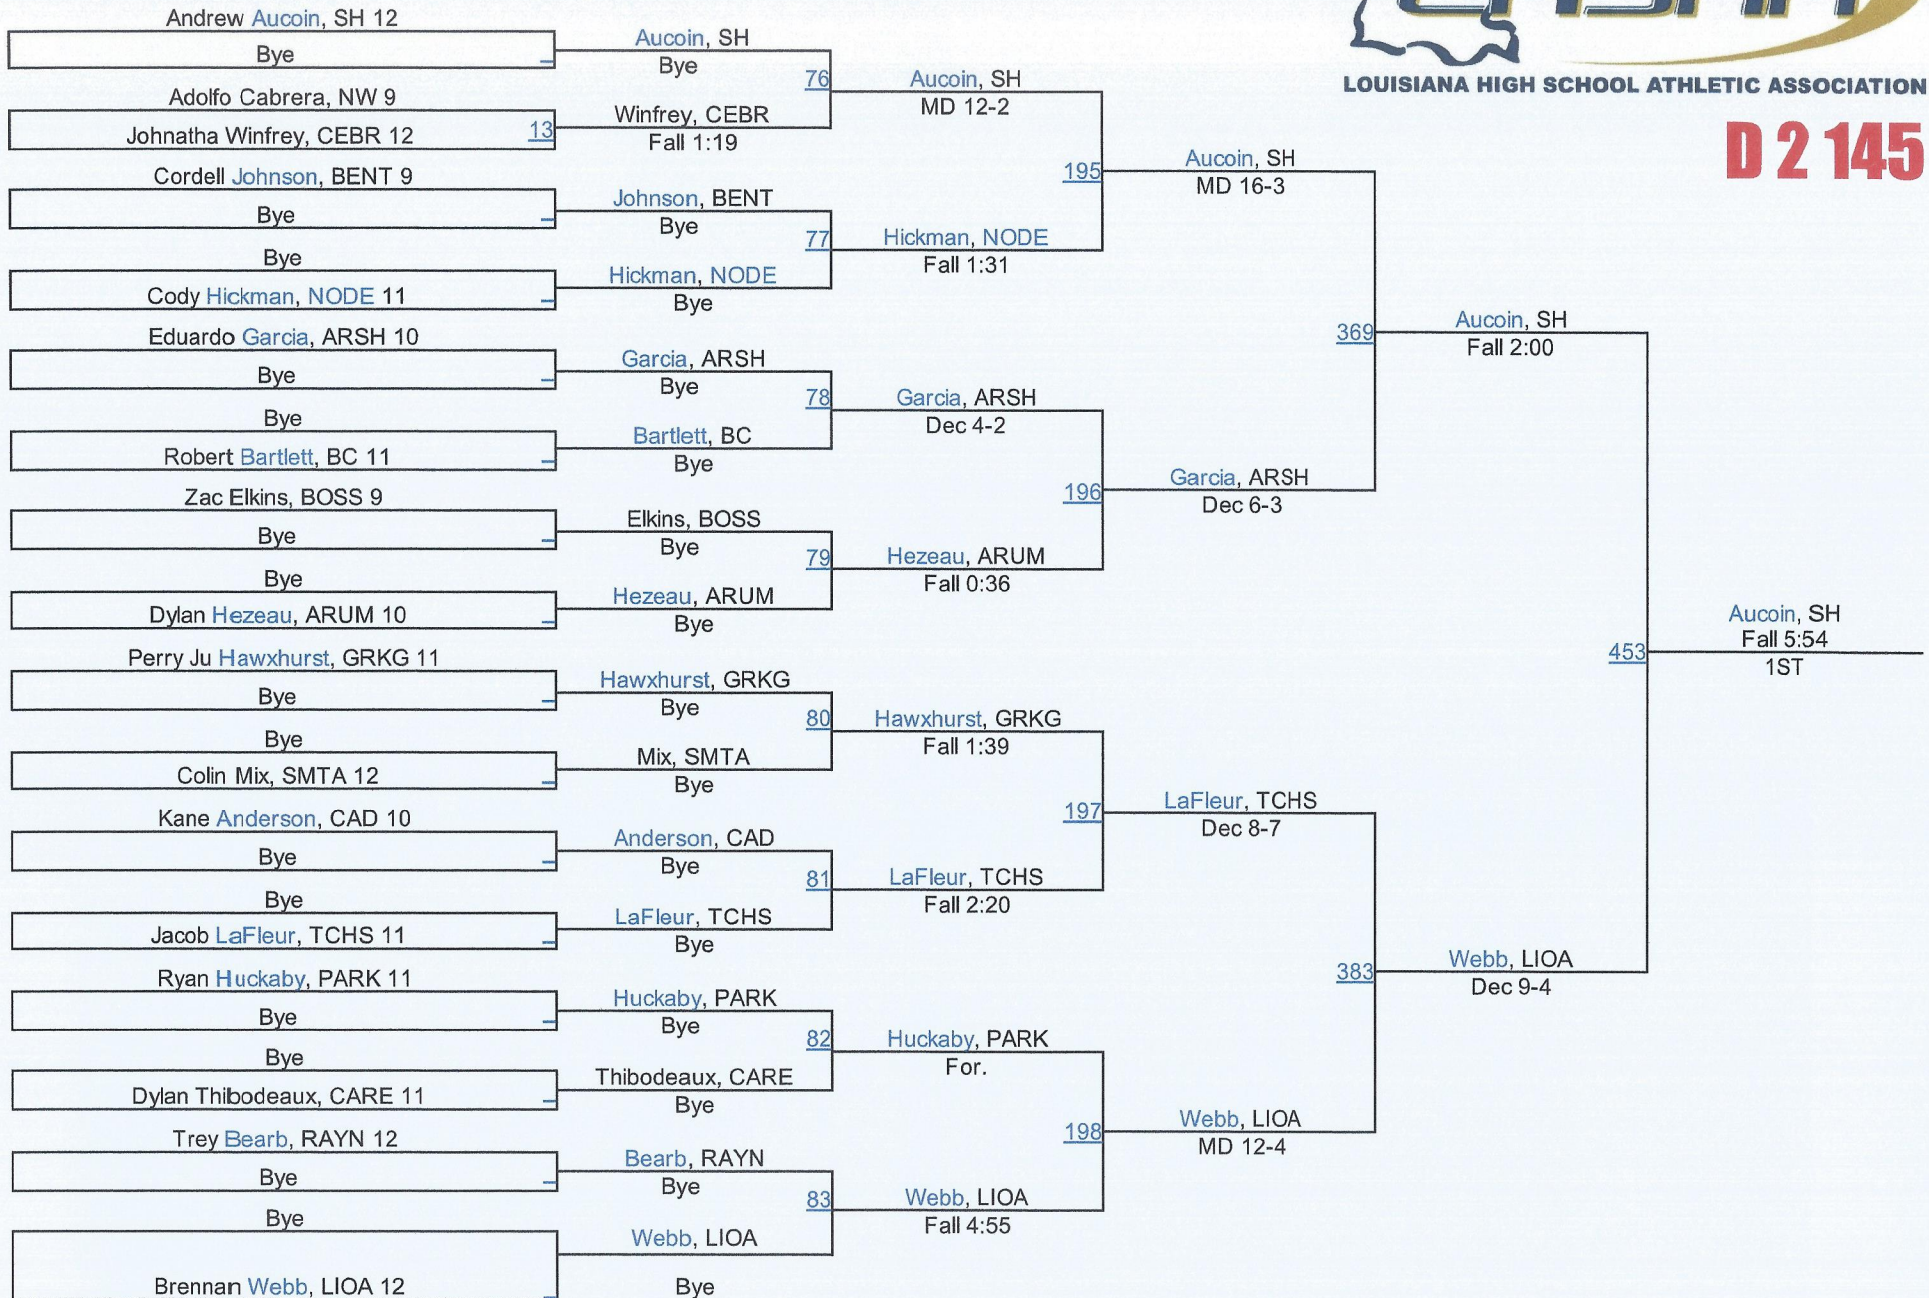 LOUISIANA HIGH SCHOOL ATHLETIC ASSOCIATION
D 2 145
Andrew Aucoin, SH 12
Bye
Adolfo Cabrera, NW 9
Johnatha Winfrey, CEBR 12
13
Cordell Johnson, BENT 9
Bye
Bye
Cody Hickman, NODE 11
Eduardo Garcia, ARSH 10
Bye
Bye
Robert Bartlett, BC 11
Zac Elkins, BOSS 9
Bye
Bye
Dylan Hezeau, ARUM 10
Perry Ju Hawxhurst, GRKG 11
Bye
Bye
Colin Mix, SMTA 12
Kane Anderson, CAD 10
Bye
Bye
Jacob LaFleur, TCHS 11
Ryan Huckaby, PARK 11
Bye
Bye
Dylan Thibodeaux, CARE 11
Trey Bearb, RAYN 12
Bye
Bye
Brennan Webb, LIOA 12
Aucoin, SH
Bye
76
Winfrey, CEBR
Fall 1:19
Johnson, BENT
Bye
77
Hickman, NODE
Bye
Garcia, ARSH
Bye
78
Bartlett, BC
Bye
Elkins, BOSS
Bye
79
Hezeau, ARUM
Bye
Hawxhurst, GRKG
Bye
80
Mix, SMTA
Bye
Anderson, CAD
Bye
81
LaFleur, TCHS
Bye
Huckaby, PARK
Bye
82
Thibodeaux, CARE
Bye
Bearb, RAYN
Bye
83
Webb, LIOA
Bye
Aucoin, SH
MD 12-2
195
Hickman, NODE
Fall 1:31
Garcia, ARSH
Dec 4-2
196
Hezeau, ARUM
Fall 0:36
Hawxhurst, GRKG
Fall 1:39
197
LaFleur, TCHS
Fall 2:20
Huckaby, PARK
For.
198
Webb, LIOA
Fall 4:55
Aucoin, SH
MD 16-3
369
Garcia, ARSH
Dec 6-3
LaFleur, TCHS
Dec 8-7
383
Webb, LIOA
MD 12-4
Aucoin, SH
Fall 2:00
453
Webb, LIOA
Dec 9-4
Aucoin, SH
Fall 5:54
1ST